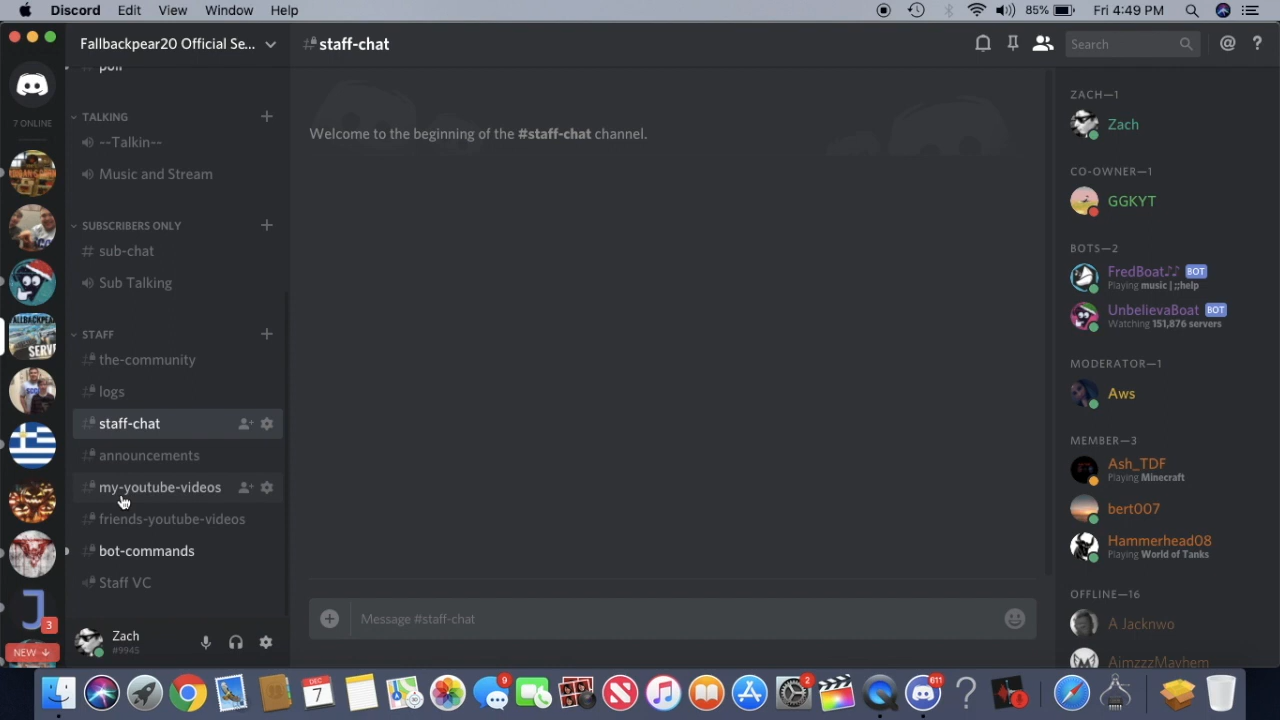 Discord Edit View Window Help 85% Fri 4:49 PM
Fallbackpear20 Official Se...
staff-chat
Search
7 ONLINE
poll
TALKING
--Talkin--
Music and Stream
SUBSCRIBERS ONLY
# sub-chat
Sub Talking
STAFF
the-community
logs
staff-chat
announcements
my-youtube-videos
friends-youtube-videos
bot-commands
Staff VC
J
3
NEW ↓
Zach
#9945
Welcome to the beginning of the #staff-chat channel.
Message #staff-chat
ZACH—1
Zach
CO-OWNER—1
GGKYT
BOTS—2
FredBoat♪♪ BOT
Playing music | ;;help
UnbelievaBoat BOT
Watching 151,876 servers
MODERATOR—1
Aws
MEMBER—3
Ash_TDF
Playing Minecraft
bert007
Hammerhead08
Playing World of Tanks
OFFLINE—16
A Jacknwo
AimzzzMayhem
DEC
7
9
2
611